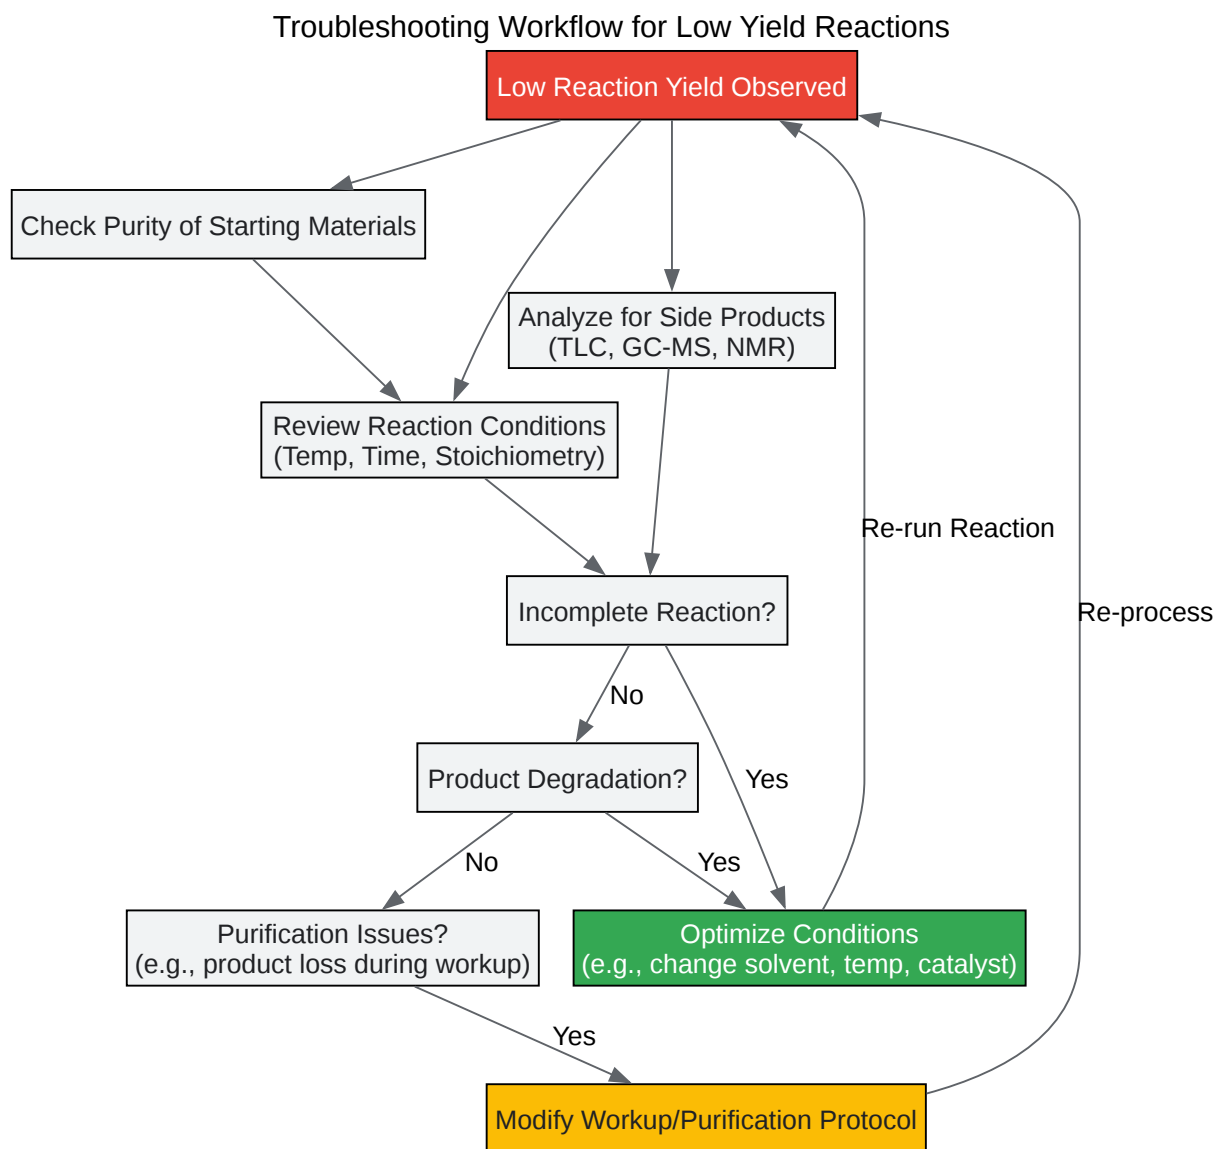 Troubleshooting Workflow for Low Yield Reactions
Low Reaction Yield Observed
Check Purity of Starting Materials
Analyze for Side Products
(TLC, GC-MS, NMR)
Review Reaction Conditions
(Temp, Time, Stoichiometry)
Re-run Reaction
Incomplete Reaction?
Re-process
No
Product Degradation?
Yes
No
Yes
Purification Issues?
(e.g., product loss during workup)
Optimize Conditions
(e.g., change solvent, temp, catalyst)
Yes
Modify Workup/Purification Protocol